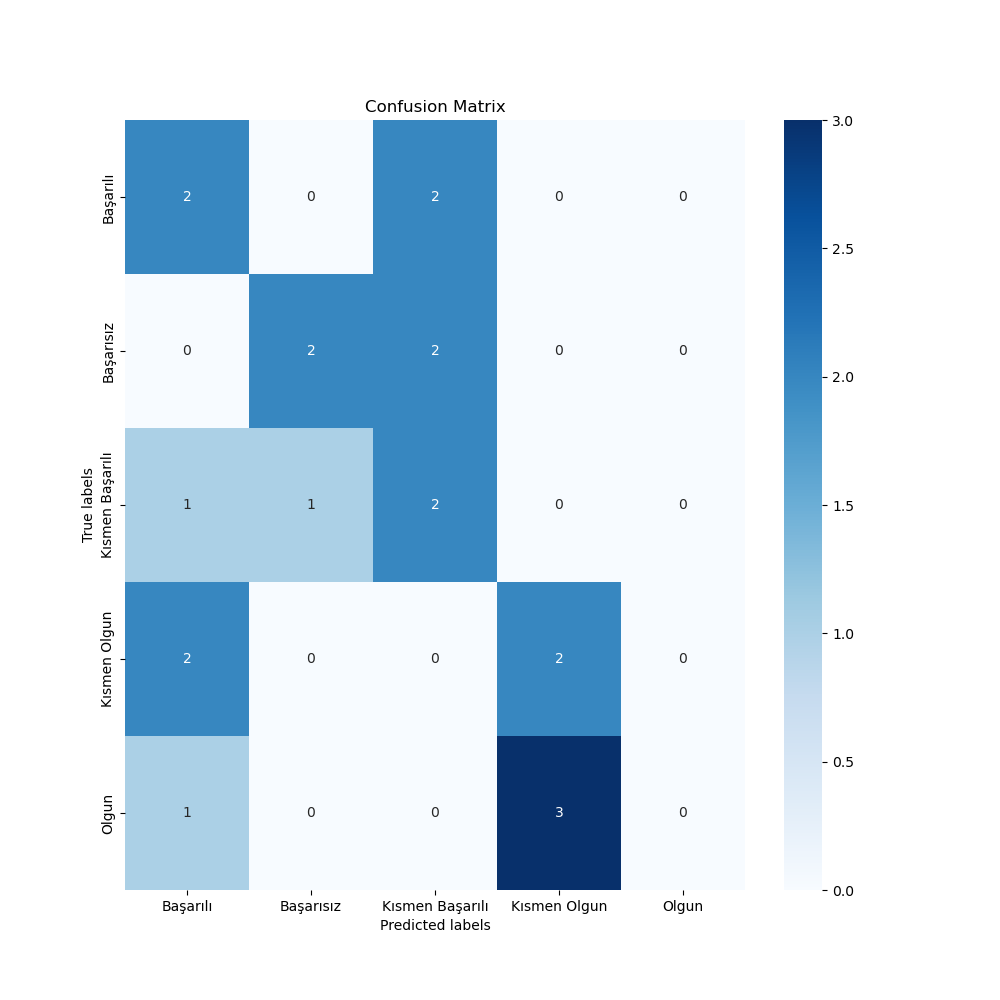 Confusion Matrix
True labels
Başarılı
2 0 2 0 0
Başarısız
0 2 2 0 0
Kısmen Başarılı
1 1 2 0 0
Kısmen Olgun
2 0 0 2 0
Olgun
1 0 0 3 0
Başarılı Başarısız Kısmen Başarılı Kısmen Olgun Olgun
Predicted labels
3.0
2.5
2.0
1.5
1.0
0.5
0.0